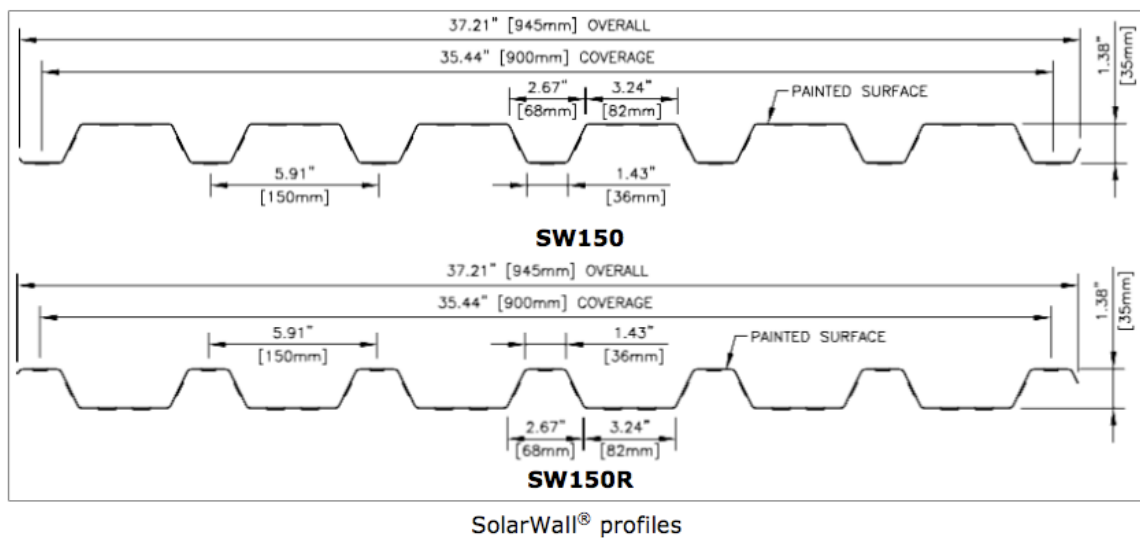 37.21" [945mm] OVERALL
35.44" [900mm] COVERAGE
1.38"
[35mm]
2.67"
[68mm]
3.24"
[82mm]
PAINTED SURFACE
5.91"
[150mm]
1.43"
[36mm]
SW150
37.21" [945mm] OVERALL
35.44" [900mm] COVERAGE
1.38"
[35mm]
5.91"
[150mm]
1.43"
[36mm]
PAINTED SURFACE
2.67"
[68mm]
3.24"
[82mm]
SW150R
SolarWall® profiles